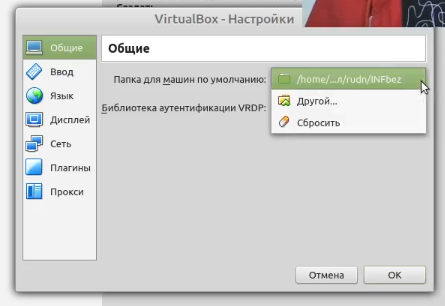 VirtualBox - Настройки
Общие
Ввод
Язык
Дисплей
Сеть
Плагины
Прокси
Общие
Папка для машин по умолчанию:
/home/...n/rudn/INFbez
Другой...
Сбросить
Библиотека аутентификации VRDP:
Отмена
OK